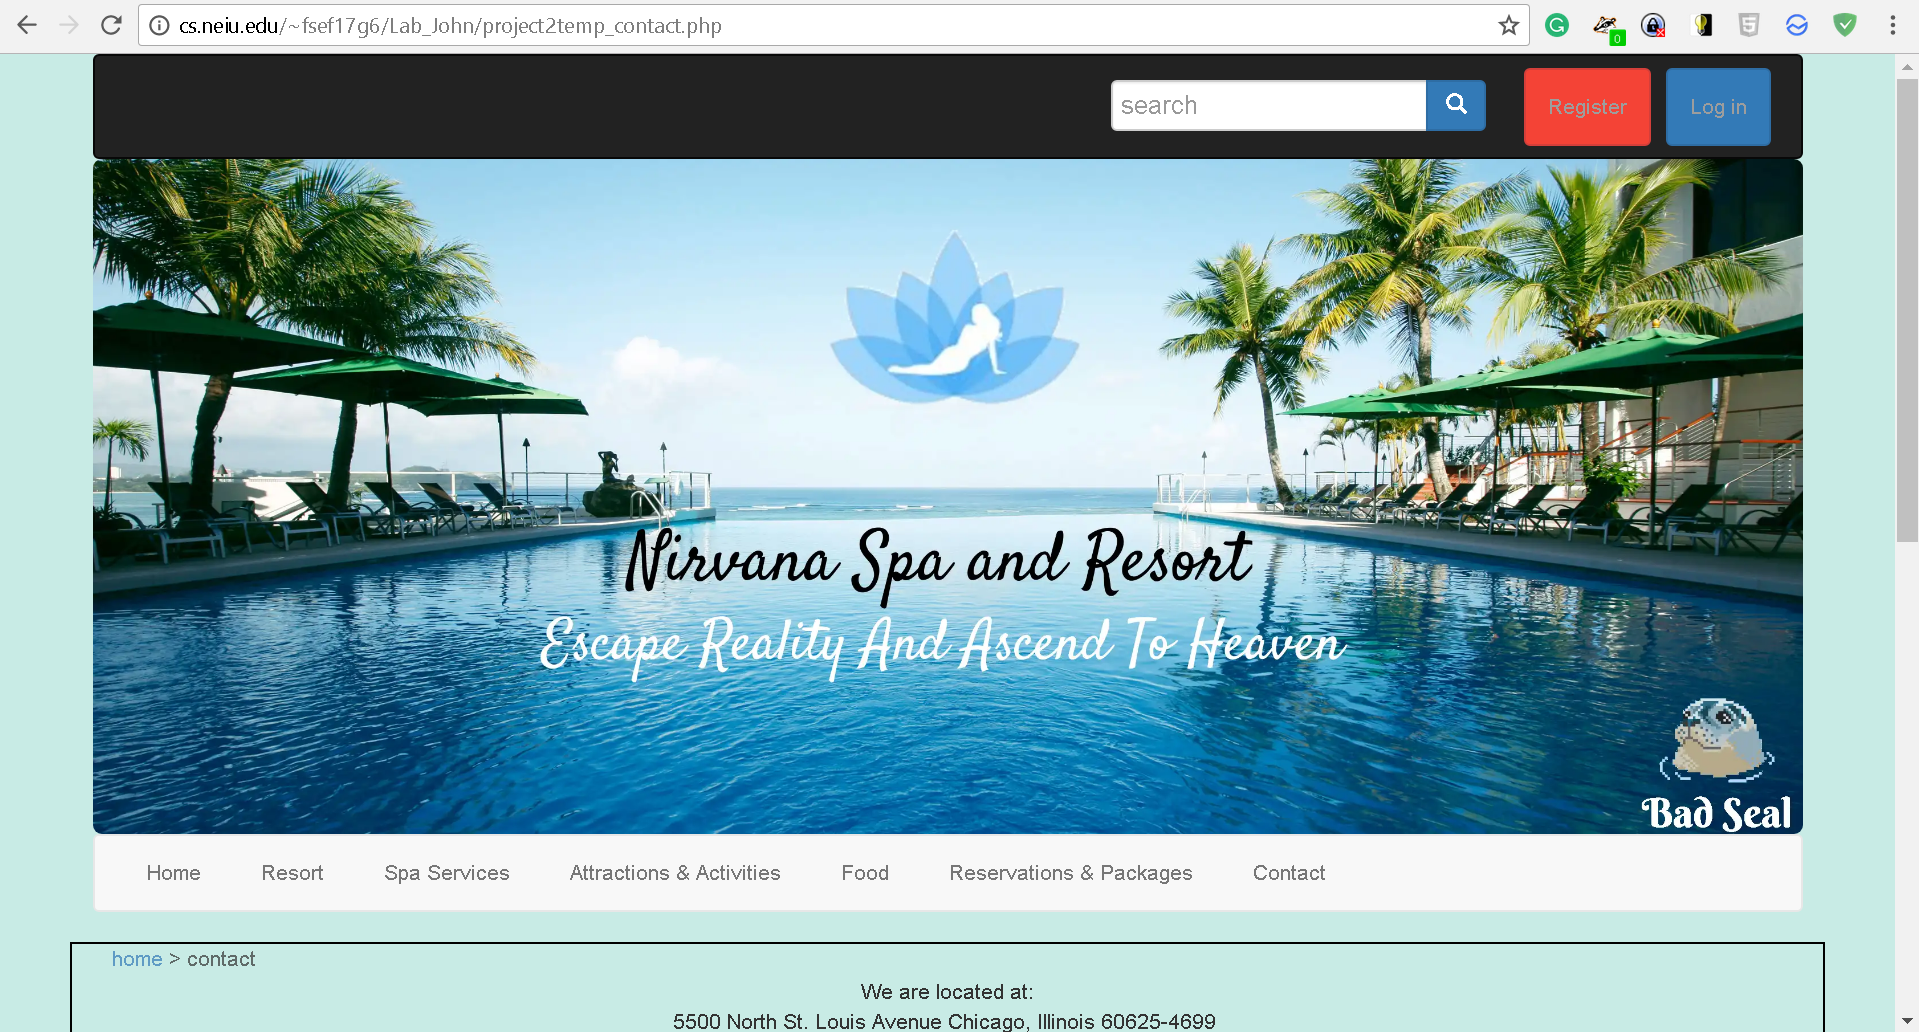 cs.neiu.edu/~fsef17g6/Lab_John/project2temp_contact.php
0
search
Register
Log in
Nirvana Spa and Resort
Escape Reality And Ascend To Heaven
Bad Seal
Home Resort Spa Services Attractions & Activities Food Reservations & Packages Contact
home > contact
We are located at:
5500 North St. Louis Avenue Chicago, Illinois 60625-4699